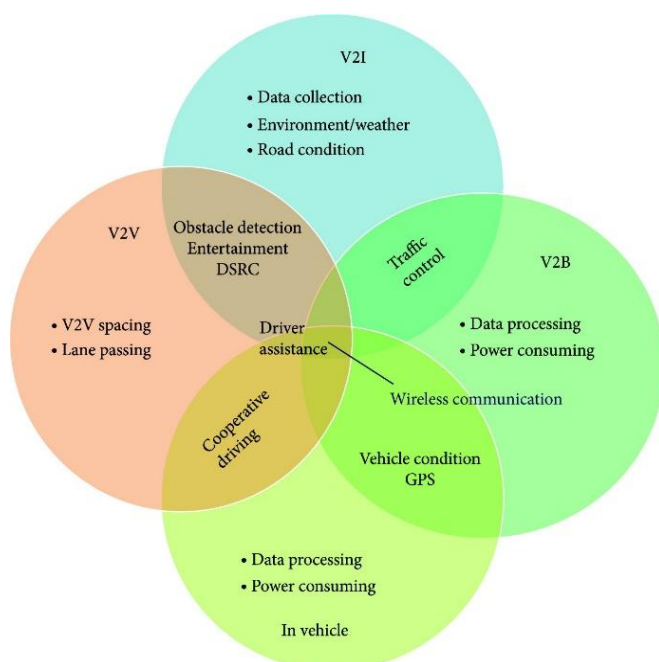 V2I
• Data collection
• Environment/weather
• Road condition
V2V
Obstacle detection
Entertainment
DSRC
Traffic
control
V2B
• V2V spacing
• Lane passing
Driver
assistance
• Data processing
• Power consuming
Wireless communication
Cooperative
driving
Vehicle condition
GPS
• Data processing
• Power consuming
In vehicle